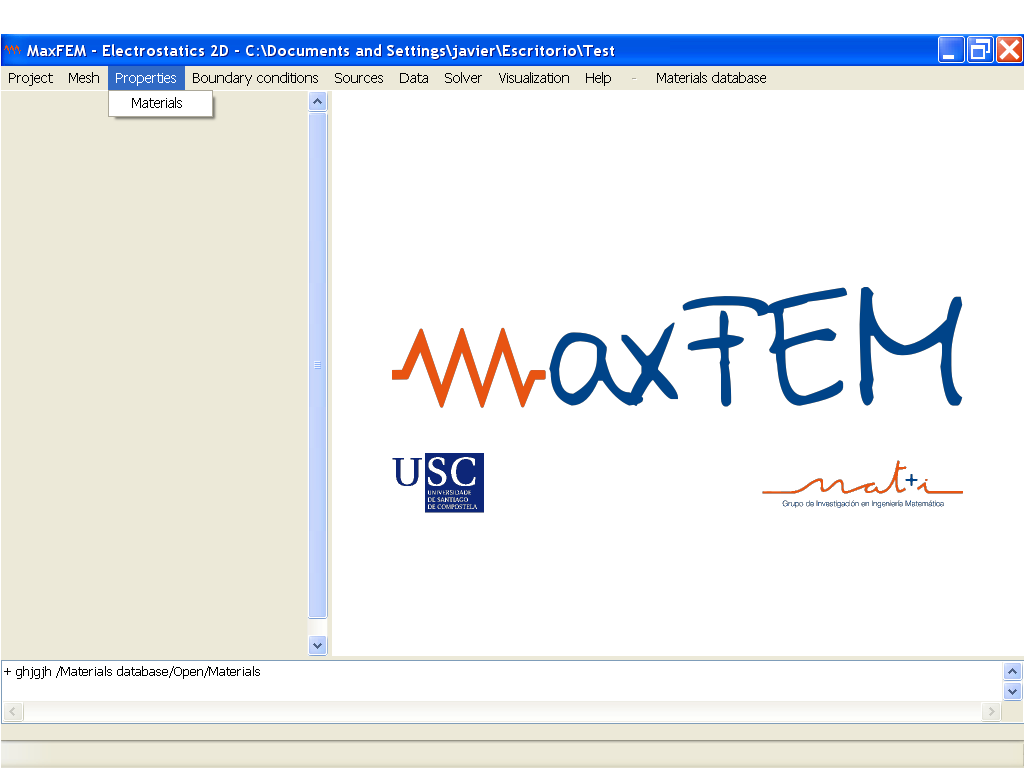 MaxFEM - Electrostatics 2D - C:\Documents and Settings\javier\Escritorio\Test
Project Mesh Properties Boundary conditions Sources Data Solver Visualization Help - Materials database
Materials
axFEM
USC
UNIVERSIDADE
DE SANTIAGO
DE COMPOSTELA
mat+i
Grupo de Investigación en Ingeniería Matemática
+ ghjgjh /Materials database/Open/Materials